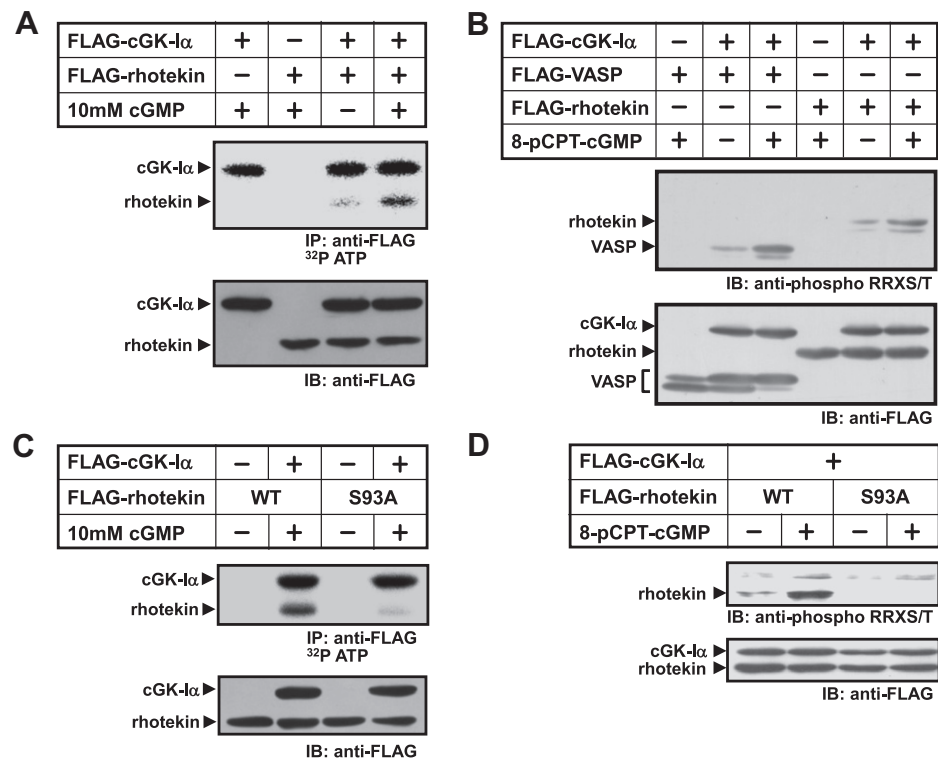 A
FLAG-cGK-Iα + − + +
FLAG-rhotekin − + + +
10mM cGMP + + − +
cGK-Iα
rhotekin
IP: anti-FLAG
³²P ATP
cGK-Iα
rhotekin
IB: anti-FLAG
B
FLAG-cGK-Iα − + + − + +
FLAG-VASP + + + − − −
FLAG-rhotekin − − − + + +
8-pCPT-cGMP + − + + − +
rhotekin
VASP
IB: anti-phospho RRXS/T
cGK-Iα
rhotekin
VASP
IB: anti-FLAG
C
FLAG-cGK-Iα − + − +
FLAG-rhotekin WT S93A
10mM cGMP − + − +
cGK-Iα
rhotekin
IP: anti-FLAG
³²P ATP
cGK-Iα
rhotekin
IB: anti-FLAG
D
FLAG-cGK-Iα +
FLAG-rhotekin WT S93A
8-pCPT-cGMP − + − +
rhotekin
IB: anti-phospho RRXS/T
cGK-Iα
rhotekin
IB: anti-FLAG